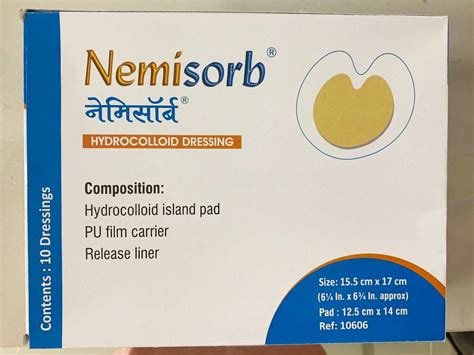 Nemisorb®
नेमिसॉर्ब®
HYDROCOLLOID DRESSING
Composition:
Hydrocolloid island pad
PU film carrier
Release liner
Contents : 10 Dressings
Size: 15.5 cm x 17 cm
(6¼ In. x 6¾ In. approx)
Pad : 12.5 cm x 14 cm
Ref: 10606